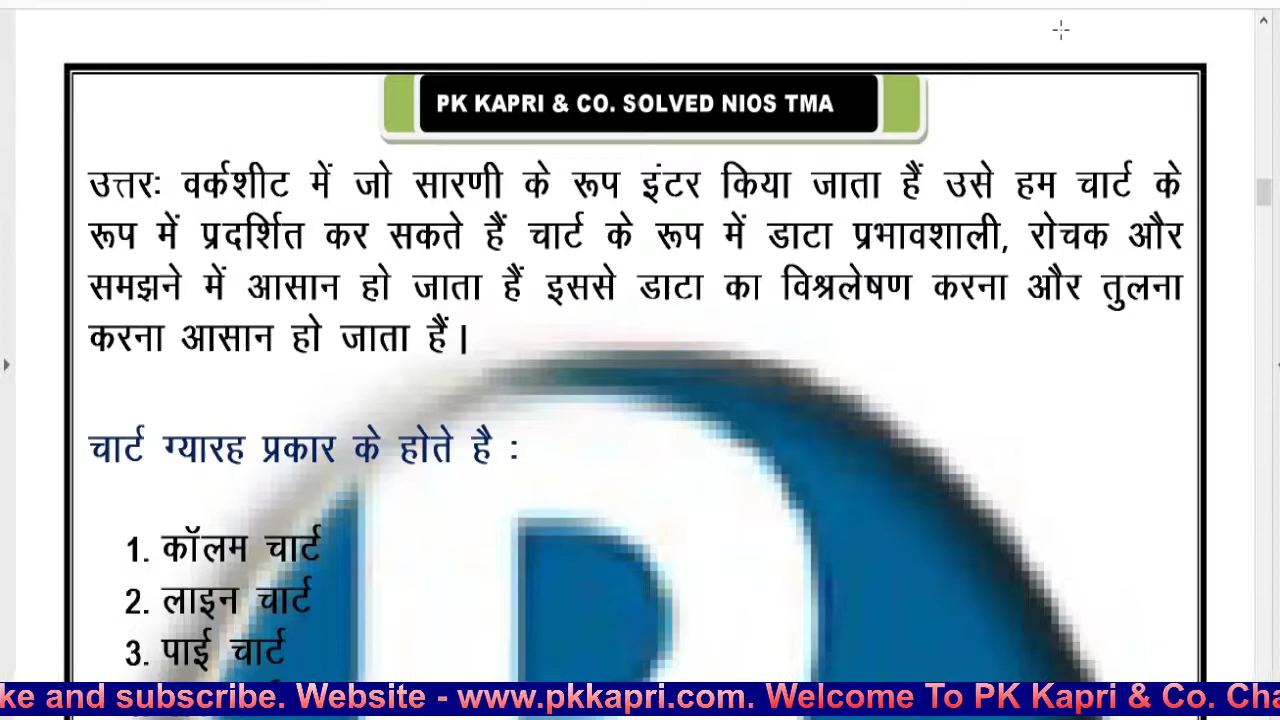 PK KAPRI & CO. SOLVED NIOS TMA
उत्तरः वर्कशीट में जो सारणी के रूप इंटर किया जाता हैं उसे हम चार्ट के
रूप में प्रदर्शित कर सकते हैं चार्ट के रूप में डाटा प्रभावशाली, रोचक और
समझने में आसान हो जाता हैं इससे डाटा का विश्रलेषण करना और तुलना
करना आसान हो जाता हैं।
चार्ट ग्यारह प्रकार के होते है :
1. कॉलम चार्ट
2. लाइन चार्ट
3. पाई चार्ट
ke and subscribe. Website - www.pkkapri.com. Welcome To PK Kapri & Co. Cha